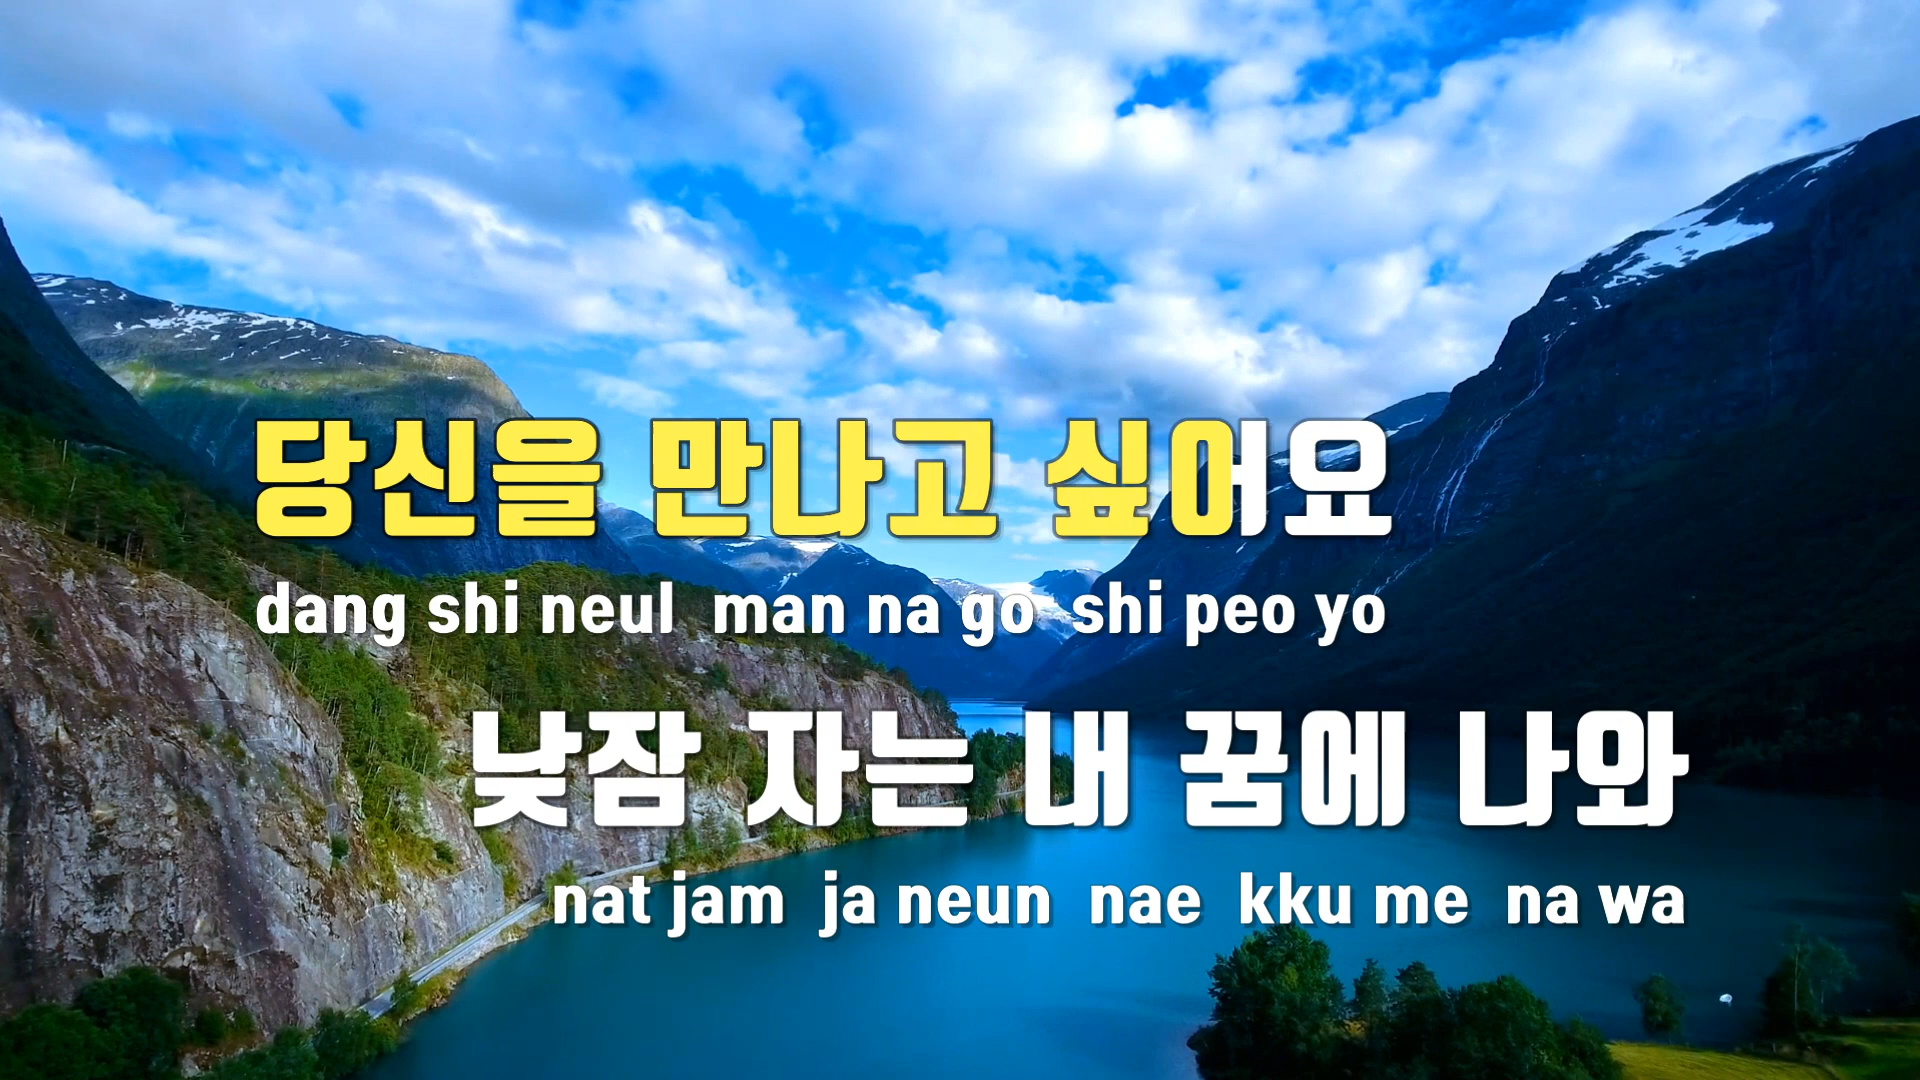 당신을 만나고 싶어요
dang shi neul man na go shi peo yo
낮잠 자는 내 꿈에 나와
nat jam ja neun nae kku me na wa